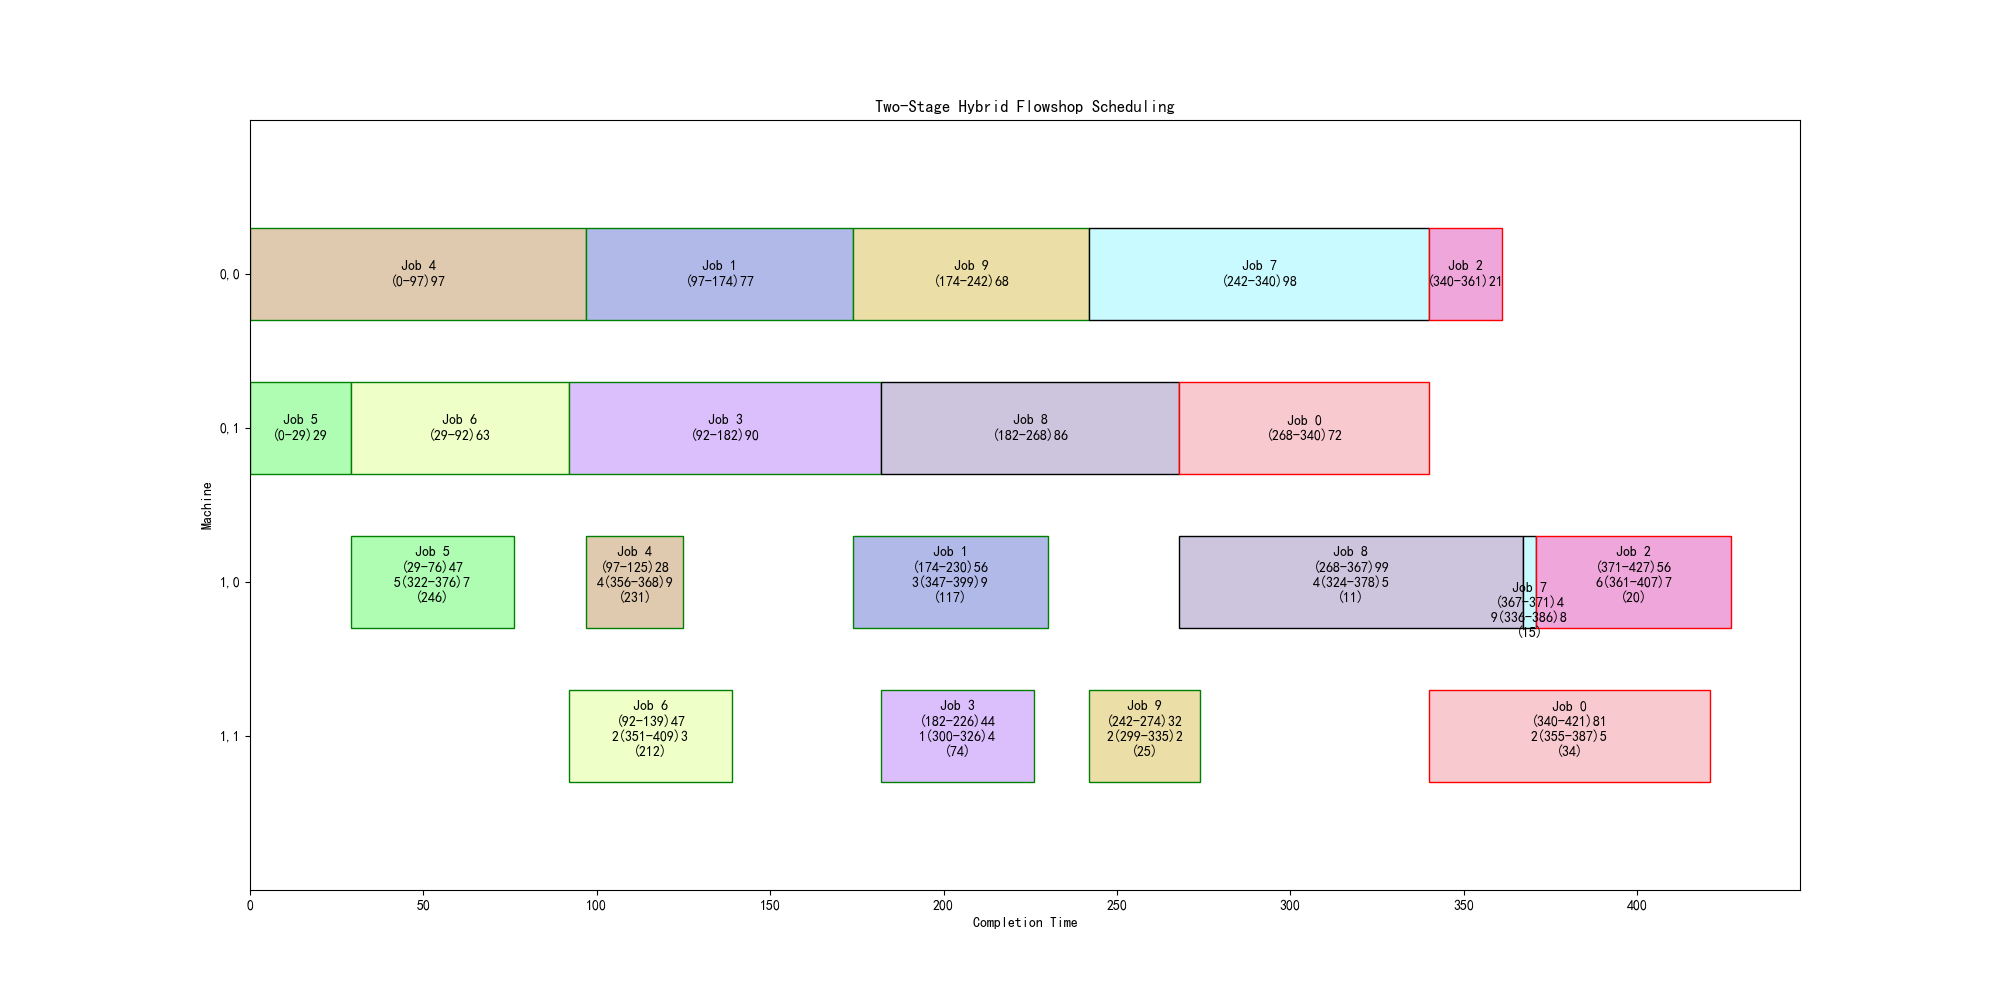 Two-Stage Hybrid Flowshop Scheduling
Machine
0,0
Job 4
(0-97)97
Job 1
(97-174)77
Job 9
(174-242)68
Job 7
(242-340)98
Job 2
(340-361)21
0,1
Job 5
(0-29)29
Job 6
(29-92)63
Job 3
(92-182)90
Job 8
(182-268)86
Job 0
(268-340)72
1,0
Job 5
(29-76)47
5(322-376)7
(246)
Job 4
(97-125)28
4(356-368)9
(231)
Job 1
(174-230)56
3(347-399)9
(117)
Job 8
(268-367)99
4(324-378)5
(11)
Job 7
(367-371)4
9(336-386)8
(15)
Job 2
(371-427)56
6(361-407)7
(20)
1,1
Job 6
(92-139)47
2(351-409)3
(212)
Job 3
(182-226)44
1(300-326)4
(74)
Job 9
(242-274)32
2(299-335)2
(25)
Job 0
(340-421)81
2(355-387)5
(34)
0
50
100
150
200
250
300
350
400
Completion Time